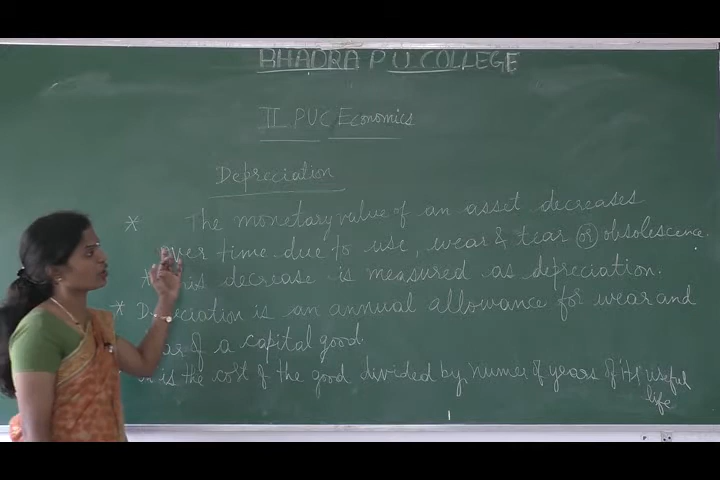 BHADRA P U COLLEGE
II PUC Economics
Depreciation
* The monetary value of an asset decreases
over time due to use, wear & tear or obsolescence.
decrease is measured as depreciation.
* Depreciation is an annual allowance for wear and
of a capital good
is the cost of the good divided by numer of years of its useful
life